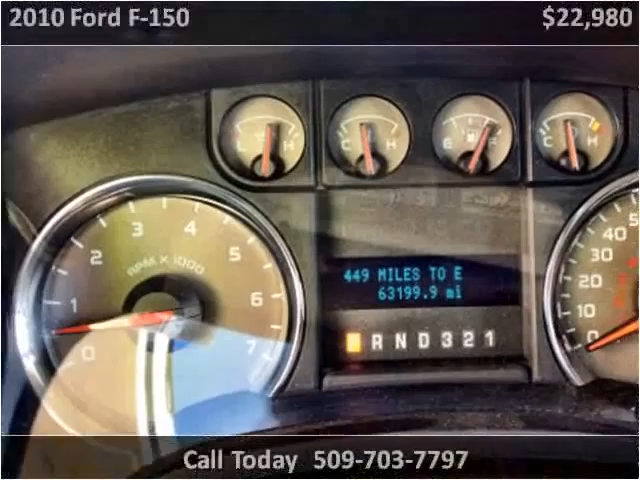 2010 Ford F-150 $22,980
L H C H E F C H
0 1 2 3 4 5 6 7
RPM X 1000
449 MILES TO E
63199.9 mi
R N D 3 2 1
0 10 20 30 40 5
Call Today 509-703-7797